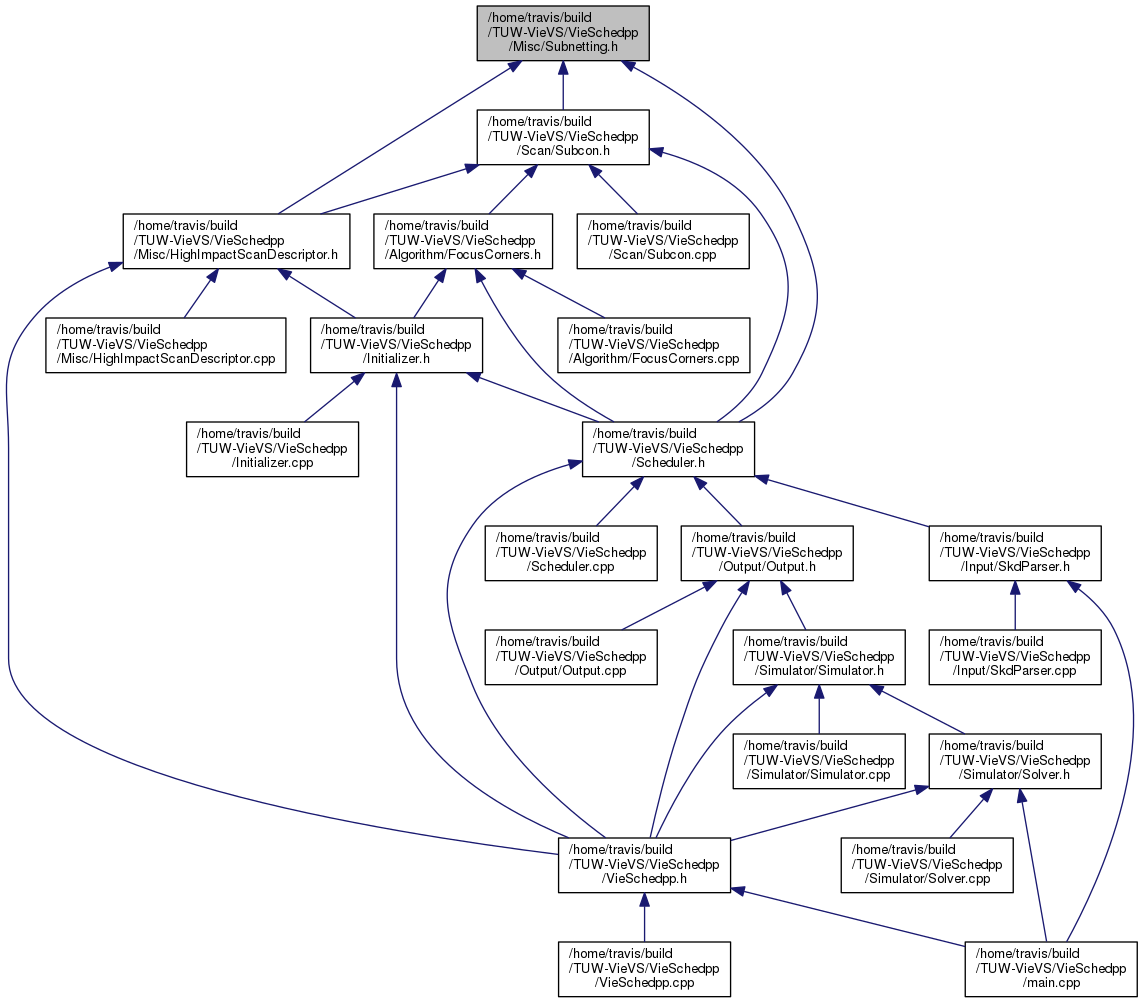 /home/travis/build
/TUW-VieVS/VieSchedpp
/Misc/Subnetting.h
/home/travis/build
/TUW-VieVS/VieSchedpp
/Scan/Subcon.h
/home/travis/build
/TUW-VieVS/VieSchedpp
/Misc/HighImpactScanDescriptor.h
/home/travis/build
/TUW-VieVS/VieSchedpp
/Algorithm/FocusCorners.h
/home/travis/build
/TUW-VieVS/VieSchedpp
/Scan/Subcon.cpp
/home/travis/build
/TUW-VieVS/VieSchedpp
/Misc/HighImpactScanDescriptor.cpp
/home/travis/build
/TUW-VieVS/VieSchedpp
/Initializer.h
/home/travis/build
/TUW-VieVS/VieSchedpp
/Algorithm/FocusCorners.cpp
/home/travis/build
/TUW-VieVS/VieSchedpp
/Initializer.cpp
/home/travis/build
/TUW-VieVS/VieSchedpp
/Scheduler.h
/home/travis/build
/TUW-VieVS/VieSchedpp
/Scheduler.cpp
/home/travis/build
/TUW-VieVS/VieSchedpp
/Output/Output.h
/home/travis/build
/TUW-VieVS/VieSchedpp
/Input/SkdParser.h
/home/travis/build
/TUW-VieVS/VieSchedpp
/Output/Output.cpp
/home/travis/build
/TUW-VieVS/VieSchedpp
/Simulator/Simulator.h
/home/travis/build
/TUW-VieVS/VieSchedpp
/Input/SkdParser.cpp
/home/travis/build
/TUW-VieVS/VieSchedpp
/Simulator/Simulator.cpp
/home/travis/build
/TUW-VieVS/VieSchedpp
/Simulator/Solver.h
/home/travis/build
/TUW-VieVS/VieSchedpp
/VieSchedpp.h
/home/travis/build
/TUW-VieVS/VieSchedpp
/Simulator/Solver.cpp
/home/travis/build
/TUW-VieVS/VieSchedpp
/VieSchedpp.cpp
/home/travis/build
/TUW-VieVS/VieSchedpp
/main.cpp